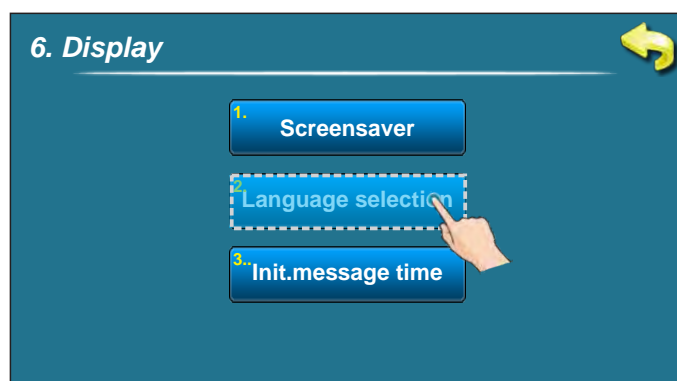 6. Display
1.
Screensaver
2
Language selection
3..
Init.message time